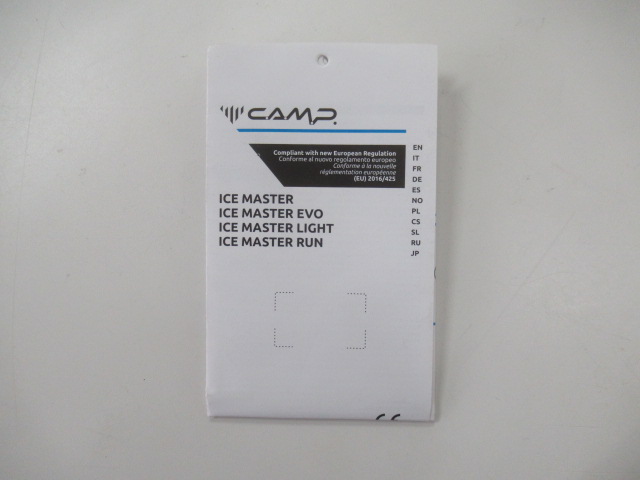 C.A.M.P.
Compliant with new European Regulation
Conforme al nuovo regolamento europeo
Conforme à la nouvelle
réglementation européenne
(EU) 2016/425
ICE MASTER
ICE MASTER EVO
ICE MASTER LIGHT
ICE MASTER RUN
EN
IT
FR
DE
ES
NO
PL
CS
SL
RU
JP